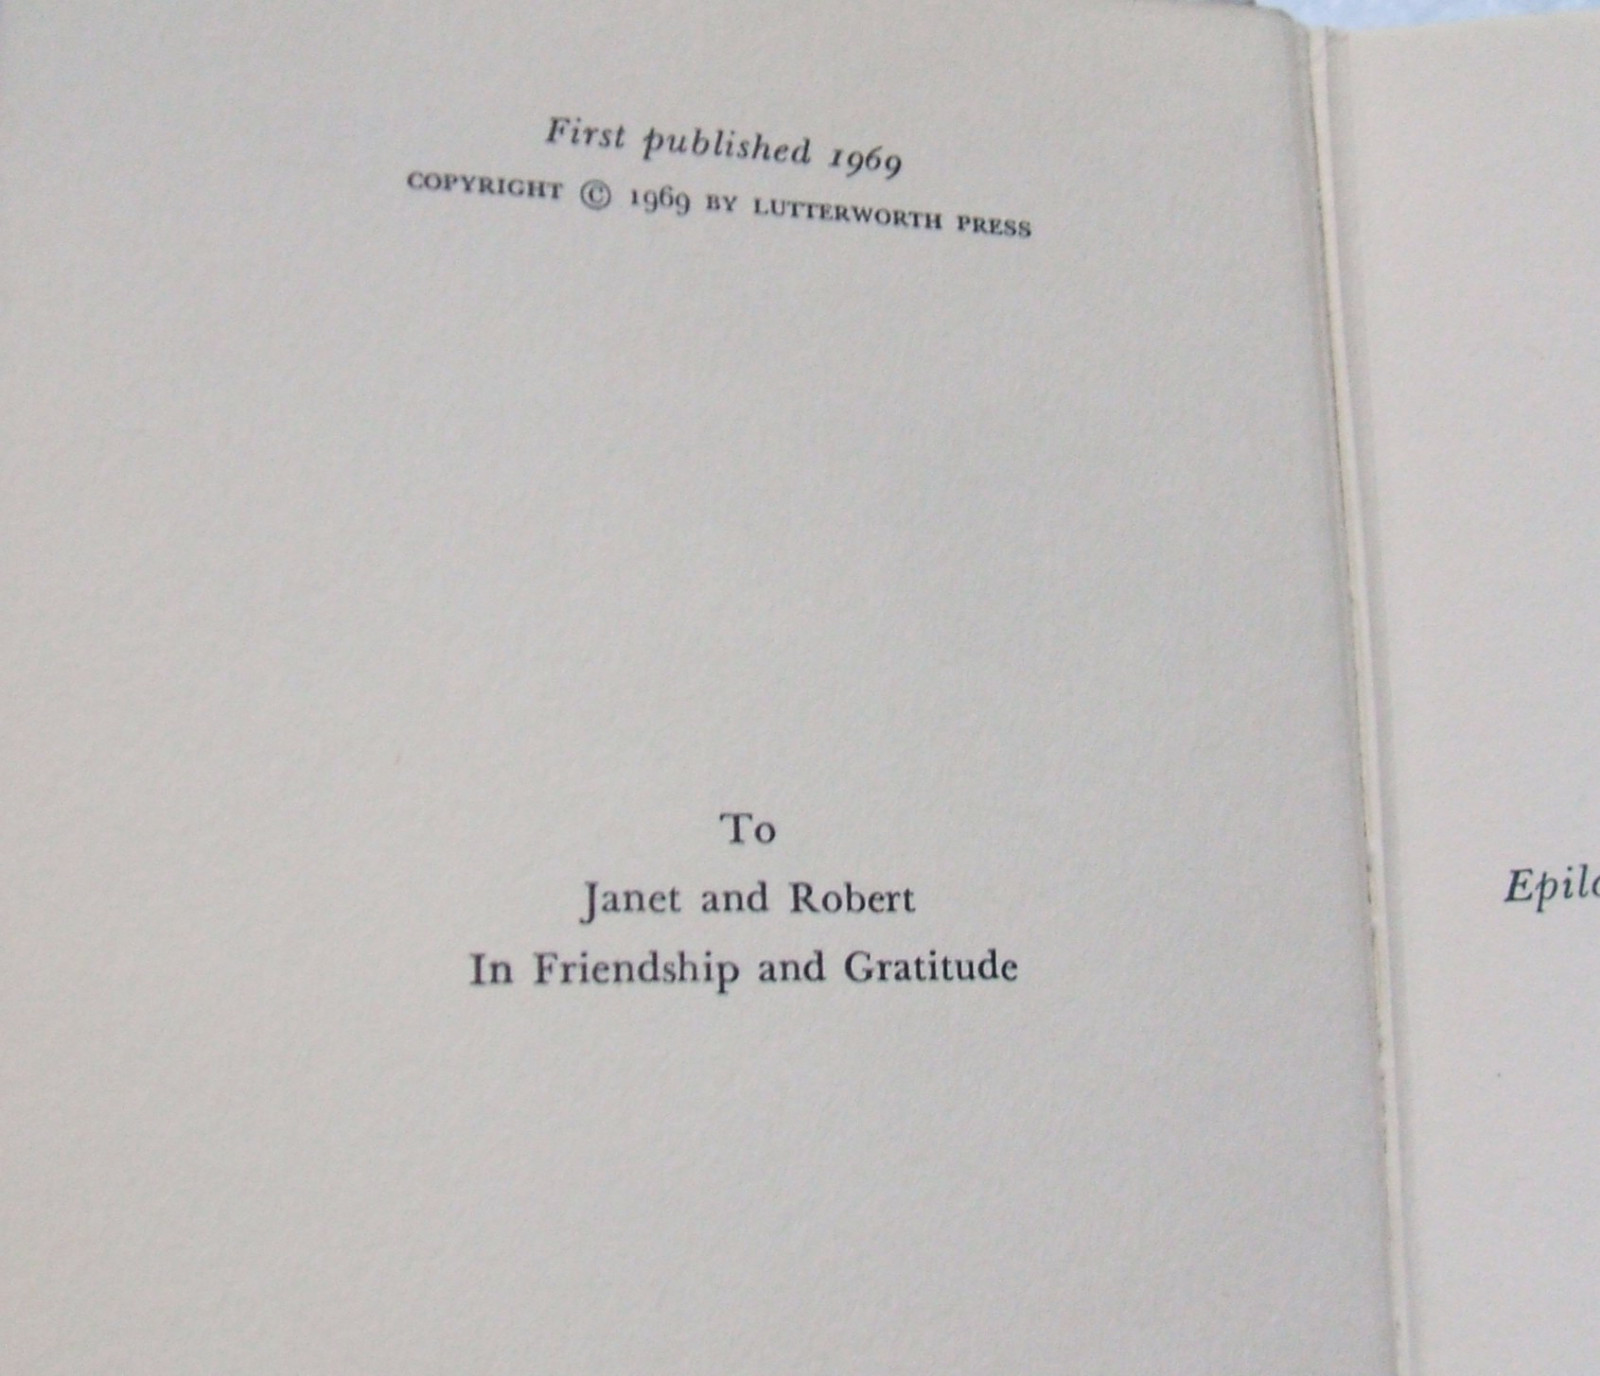 First published 1969
COPYRIGHT © 1969 BY LUTTERWORTH PRESS
To
Janet and Robert
In Friendship and Gratitude